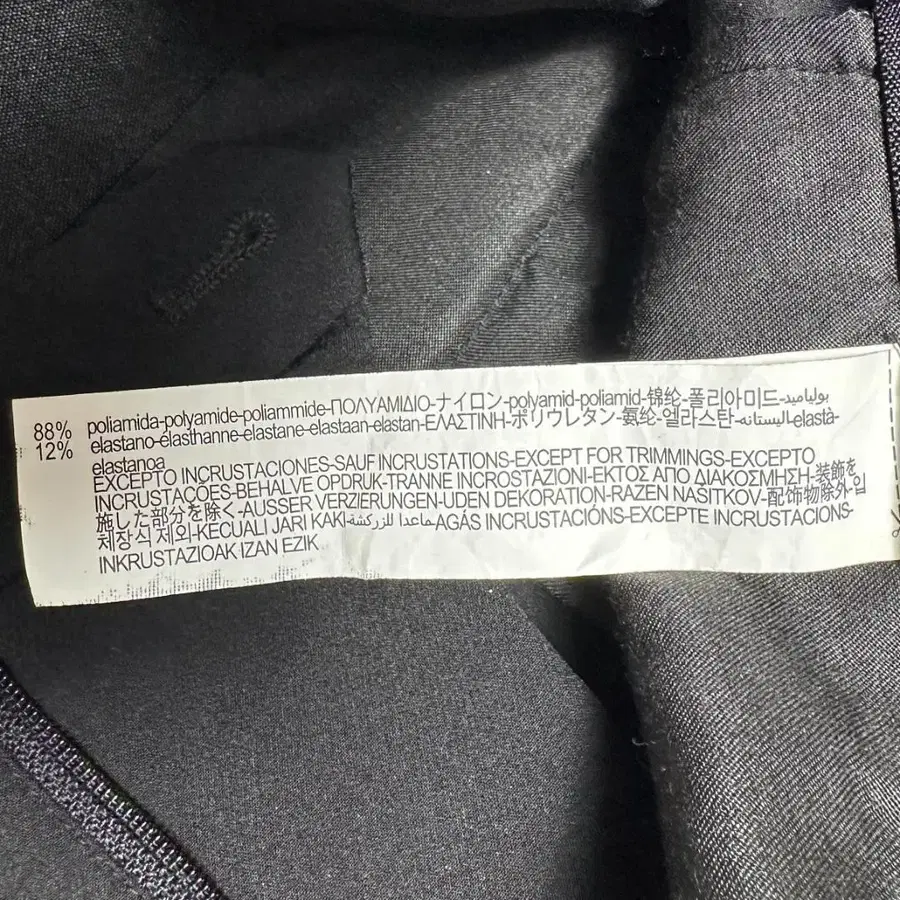 88% poliamida-polyamide-poliammide-ΠΟΛΥΑΜΙΔΙΟ-ナイロン-polyamid-poliamid-锦纶-폴리아미드-بولياميد
12% elastano-élasthanne-elastane-elastaan-elastan-ΕΛΑΣΤΙΝΗ-ポリウレタン-氨纶-엘라스탄-اليستانه-elastà-
elastanoa
EXCEPTO INCRUSTACIONES-SAUF INCRUSTATIONS-EXCEPT FOR TRIMMINGS-EXCEPTO
INCRUSTAÇÕES-BEHALVE OPDRUK-TRANNE INCROSTAZIONI-ΕΚΤΟΣ ΑΠΟ ΔΙΑΚΟΣΜΗΣΗ-装飾を
施した部分を除く-AUSSER VERZIERUNGEN-UDEN DEKORATION-RAZEN NASITKOV-配饰物除外-입
체장식 제외-KECUALI JARI KAKI-ماعدا للزركشة-AGÁS INCRUSTACIÓNS-EXCEPTE INCRUSTACIONS-
INKRUSTAZIOAK IZAN EZIK